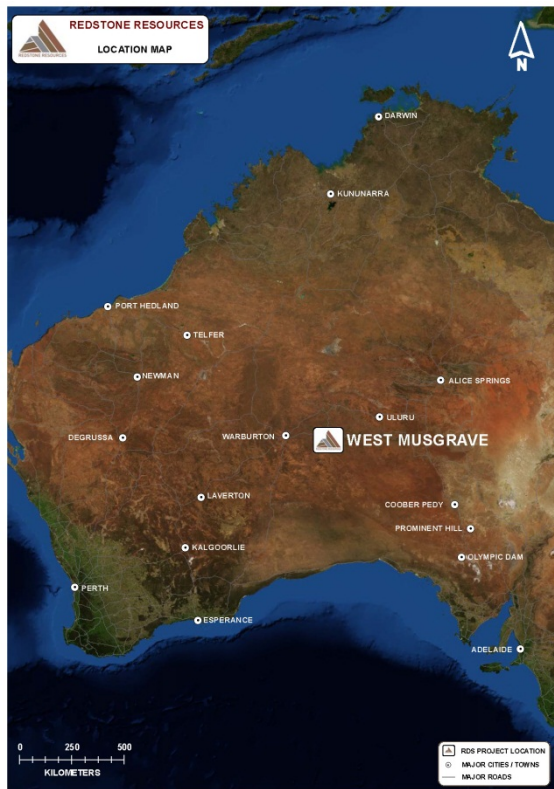 REDSTONE RESOURCES
REDSTONE RESOURCES
LOCATION MAP
N
DARWIN
KUNUNARRA
PORT HEDLAND
TELFER
NEWMAN
ALICE SPRINGS
ULURU
DEGRUSSA
WARBURTON
WEST MUSGRAVE
LAVERTON
COOBER PEDY
PROMINENT HILL
KALGOORLIE
OLYMPIC DAM
PERTH
ESPERANCE
ADELAIDE
0 250 500
KILOMETERS
RDS PROJECT LOCATION
MAJOR CITIES / TOWNS
MAJOR ROADS